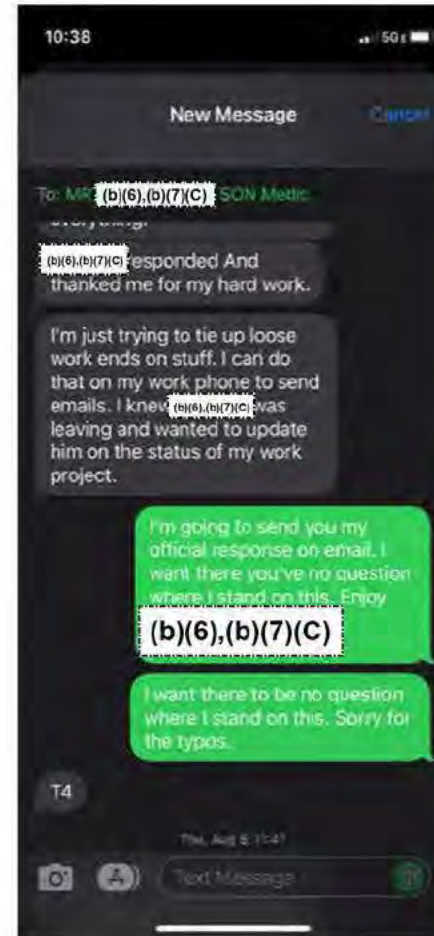 10:38
5G
New Message
Cancel
To: MR (b)(6),(b)(7)(C) SON Medic
everything.
(b)(6),(b)(7)(C) esponded And
thanked me for my hard work.
I'm just trying to tie up loose
work ends on stuff. I can do
that on my work phone to send
emails. I knew (b)(6),(b)(7)(C) was
leaving and wanted to update
him on the status of my work
project.
I'm going to send you my
official response on email. I
want there you've no question
where I stand on this. Enjoy
(b)(6),(b)(7)(C)
I want there to be no question
where I stand on this. Sorry for
the typos.
T4
Thu, Aug
Text Message